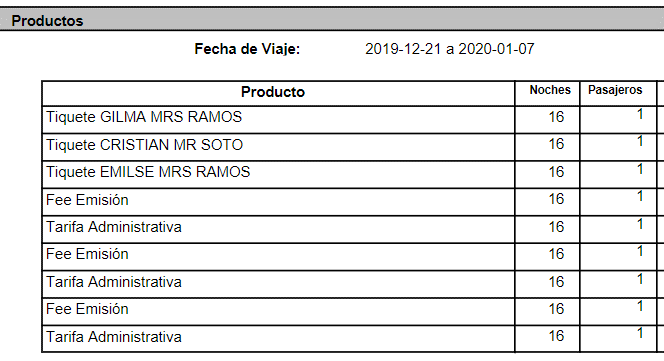 Productos
Fecha de Viaje: 2019-12-21 a 2020-01-07
Producto Noches Pasajeros
Tiquete GILMA MRS RAMOS 16 1
Tiquete CRISTIAN MR SOTO 16 1
Tiquete EMILSE MRS RAMOS 16 1
Fee Emisión 16 1
Tarifa Administrativa 16 1
Fee Emisión 16 1
Tarifa Administrativa 16 1
Fee Emisión 16 1
Tarifa Administrativa 16 1